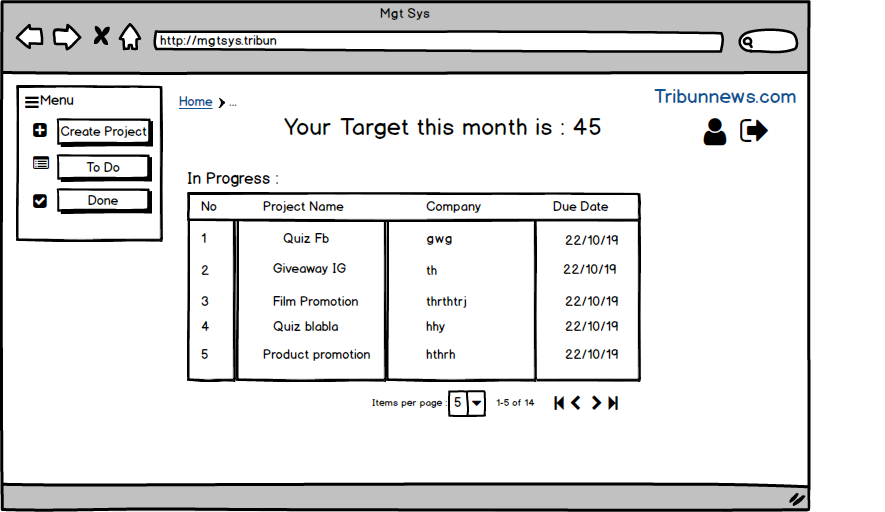 Mgt Sys
http://mgtsys.tribun
Menu
Create Project
To Do
Done
Home > ...
Tribunnews.com
Your Target this month is : 45
In Progress :
No Project Name Company Due Date
1 Quiz Fb gwg 22/10/19
2 Giveaway IG th 22/10/19
3 Film Promotion thrthtrj 22/10/19
4 Quiz blabla hhy 22/10/19
5 Product promotion hthrh 22/10/19
Items per page : 5 1-5 of 14